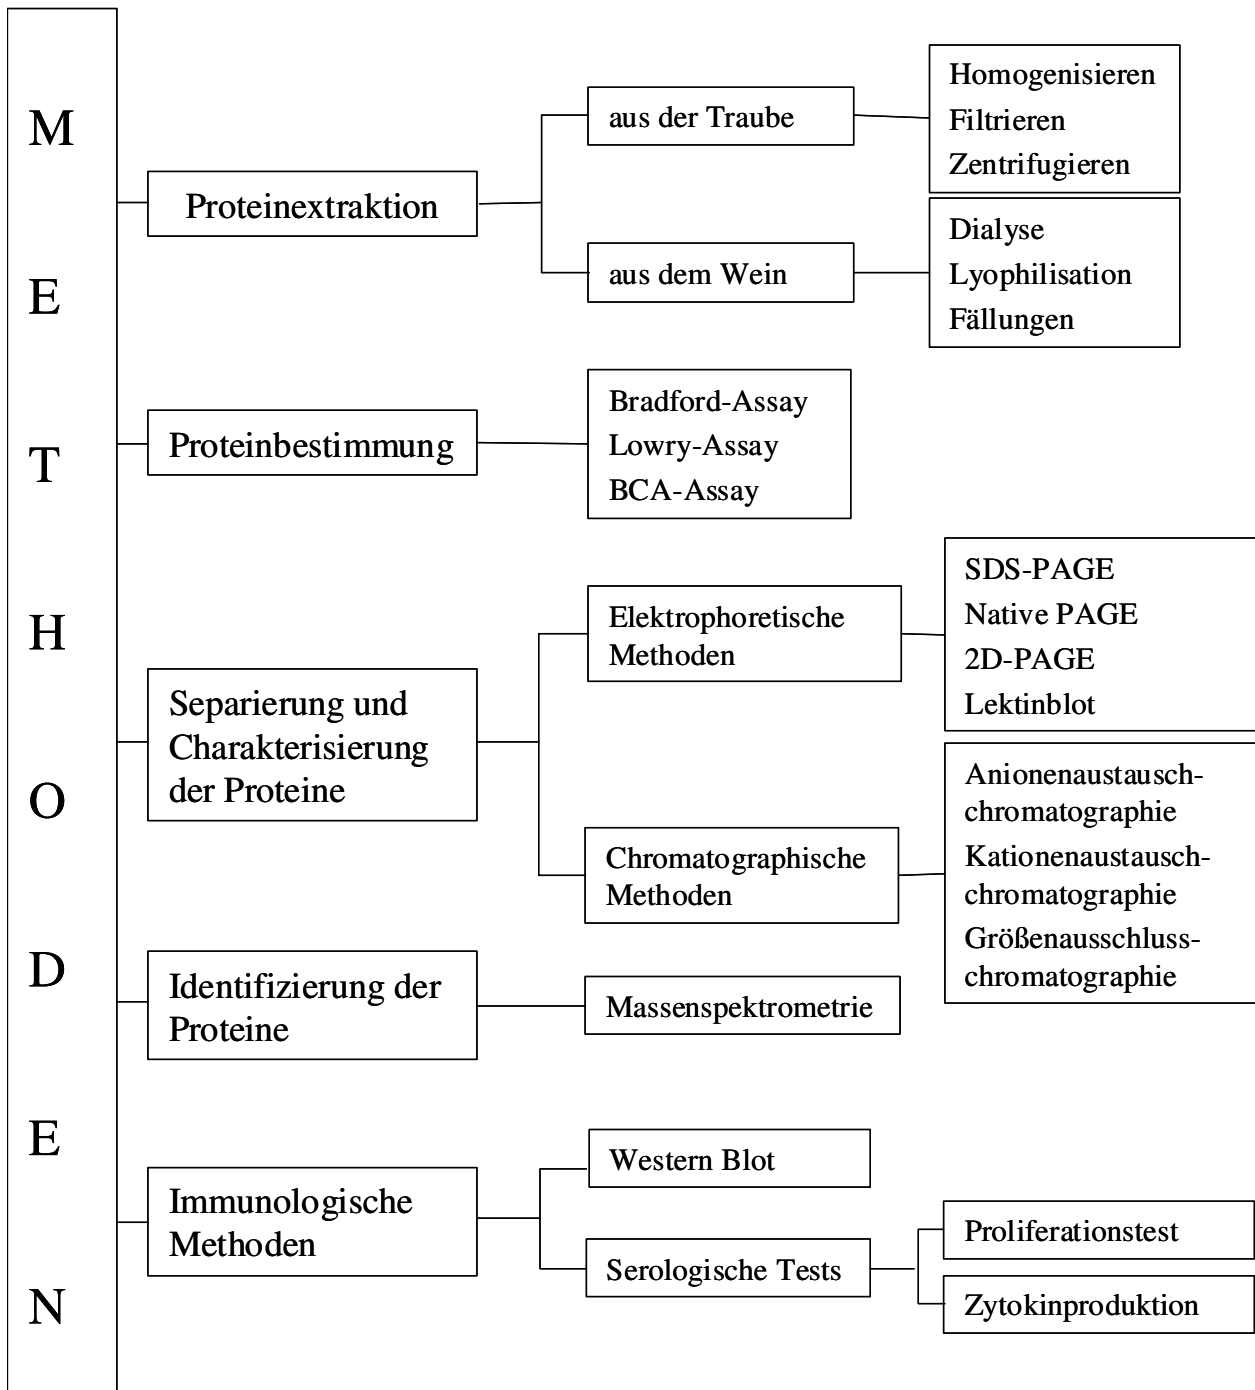 M
E
T
H
O
D
E
N
Proteinextraktion
aus der Traube
Homogenisieren
Filtrieren
Zentrifugieren
aus dem Wein
Dialyse
Lyophilisation
Fällungen
Proteinbestimmung
Bradford-Assay
Lowry-Assay
BCA-Assay
Separierung und
Charakterisierung
der Proteine
Elektrophoretische
Methoden
SDS-PAGE
Native PAGE
2D-PAGE
Lektinblot
Chromatographische
Methoden
Anionenaustausch-
chromatographie
Kationenaustausch-
chromatographie
Größenausschluss-
chromatographie
Identifizierung der
Proteine
Massenspektrometrie
Immunologische
Methoden
Western Blot
Serologische Tests
Proliferationstest
Zytokinproduktion